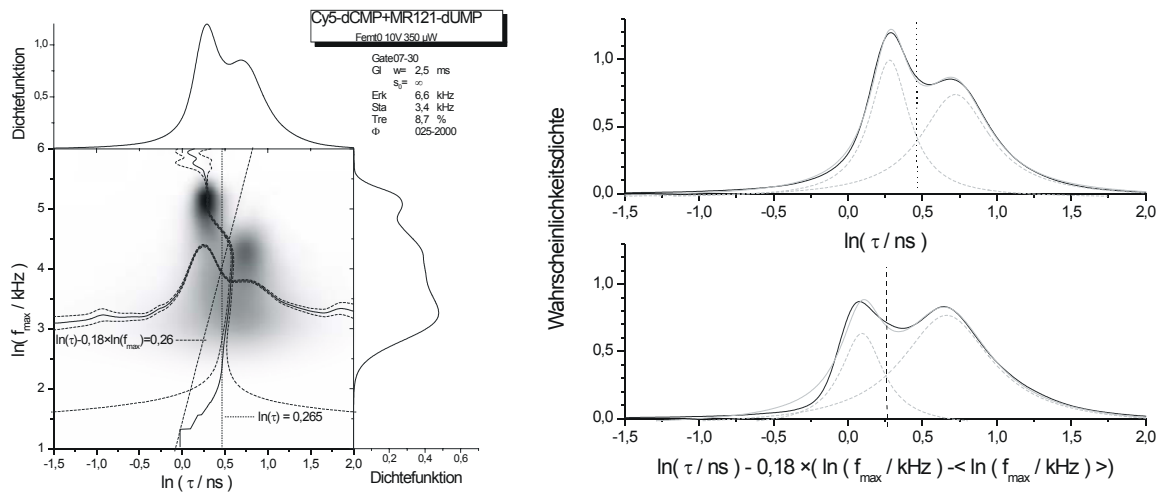 Cy5-dCMP+MR121-dUMP
Femt0 10V 350 µW
Gate07-30
Gl w= 2,5 ms
s₀= ∞
Erk 6,6 kHz
Sta 3,4 kHz
Tre 8,7 %
Φ 025-2000
Dichtefunktion
1,0
0,5
6
5
4
3
2
1
ln( f_max / kHz )
ln(τ)-0,18×ln(f_max)=0,26
ln(τ) = 0,265
-1,5 -1,0 -0,5 0,0 0,5 1,0 1,5 2,0
0,2 0,4 0,6
ln ( τ / ns )
Dichtefunktion
Wahrscheinlichkeitsdichte
1,0
0,5
0,0
-1,5 -1,0 -0,5 0,0 0,5 1,0 1,5 2,0
ln( τ / ns )
1,0
0,5
0,0
-1,5 -1,0 -0,5 0,0 0,5 1,0 1,5 2,0
ln( τ / ns ) - 0,18 ×( ln ( f_max / kHz ) -< ln ( f_max / kHz ) >)